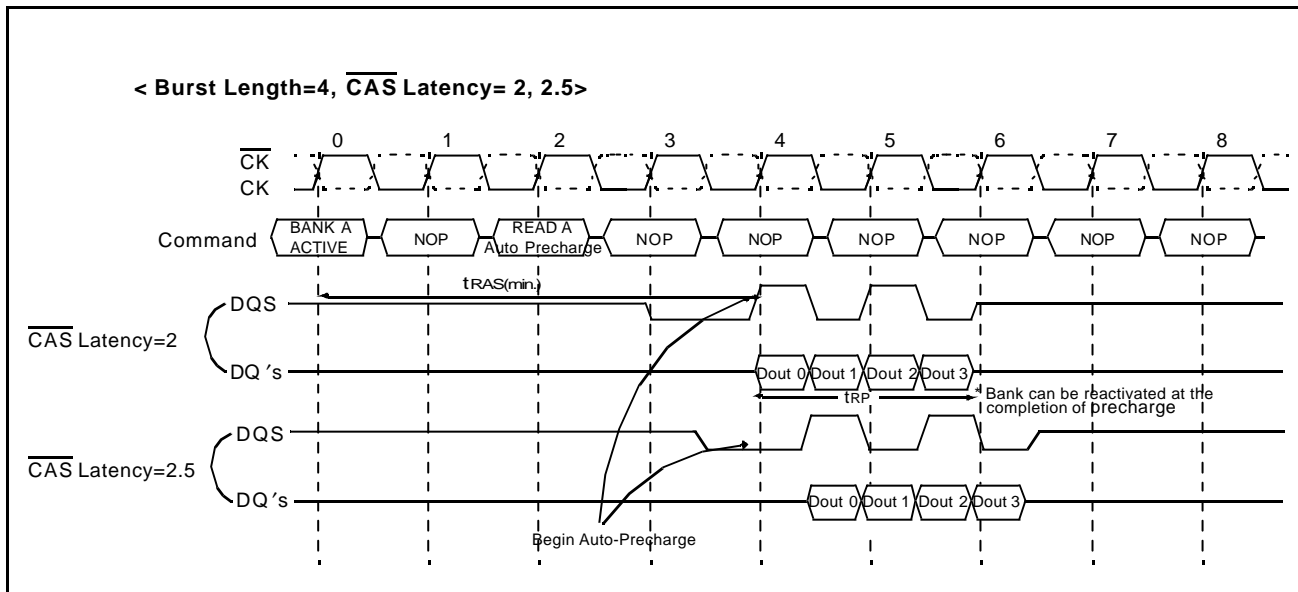 < Burst Length=4, CAS Latency= 2, 2.5>
0 1 2 3 4 5 6 7 8
CK
CK
Command
BANK A
ACTIVE
NOP
READ A
Auto Precharge
NOP
NOP
NOP
NOP
NOP
NOP
tRAS(min.)
DQS
CAS Latency=2
DQ's
Dout 0 Dout 1 Dout 2 Dout 3
tRP
* Bank can be reactivated at the
completion of precharge
DQS
CAS Latency=2.5
DQ's
Dout 0 Dout 1 Dout 2 Dout 3
Begin Auto-Precharge